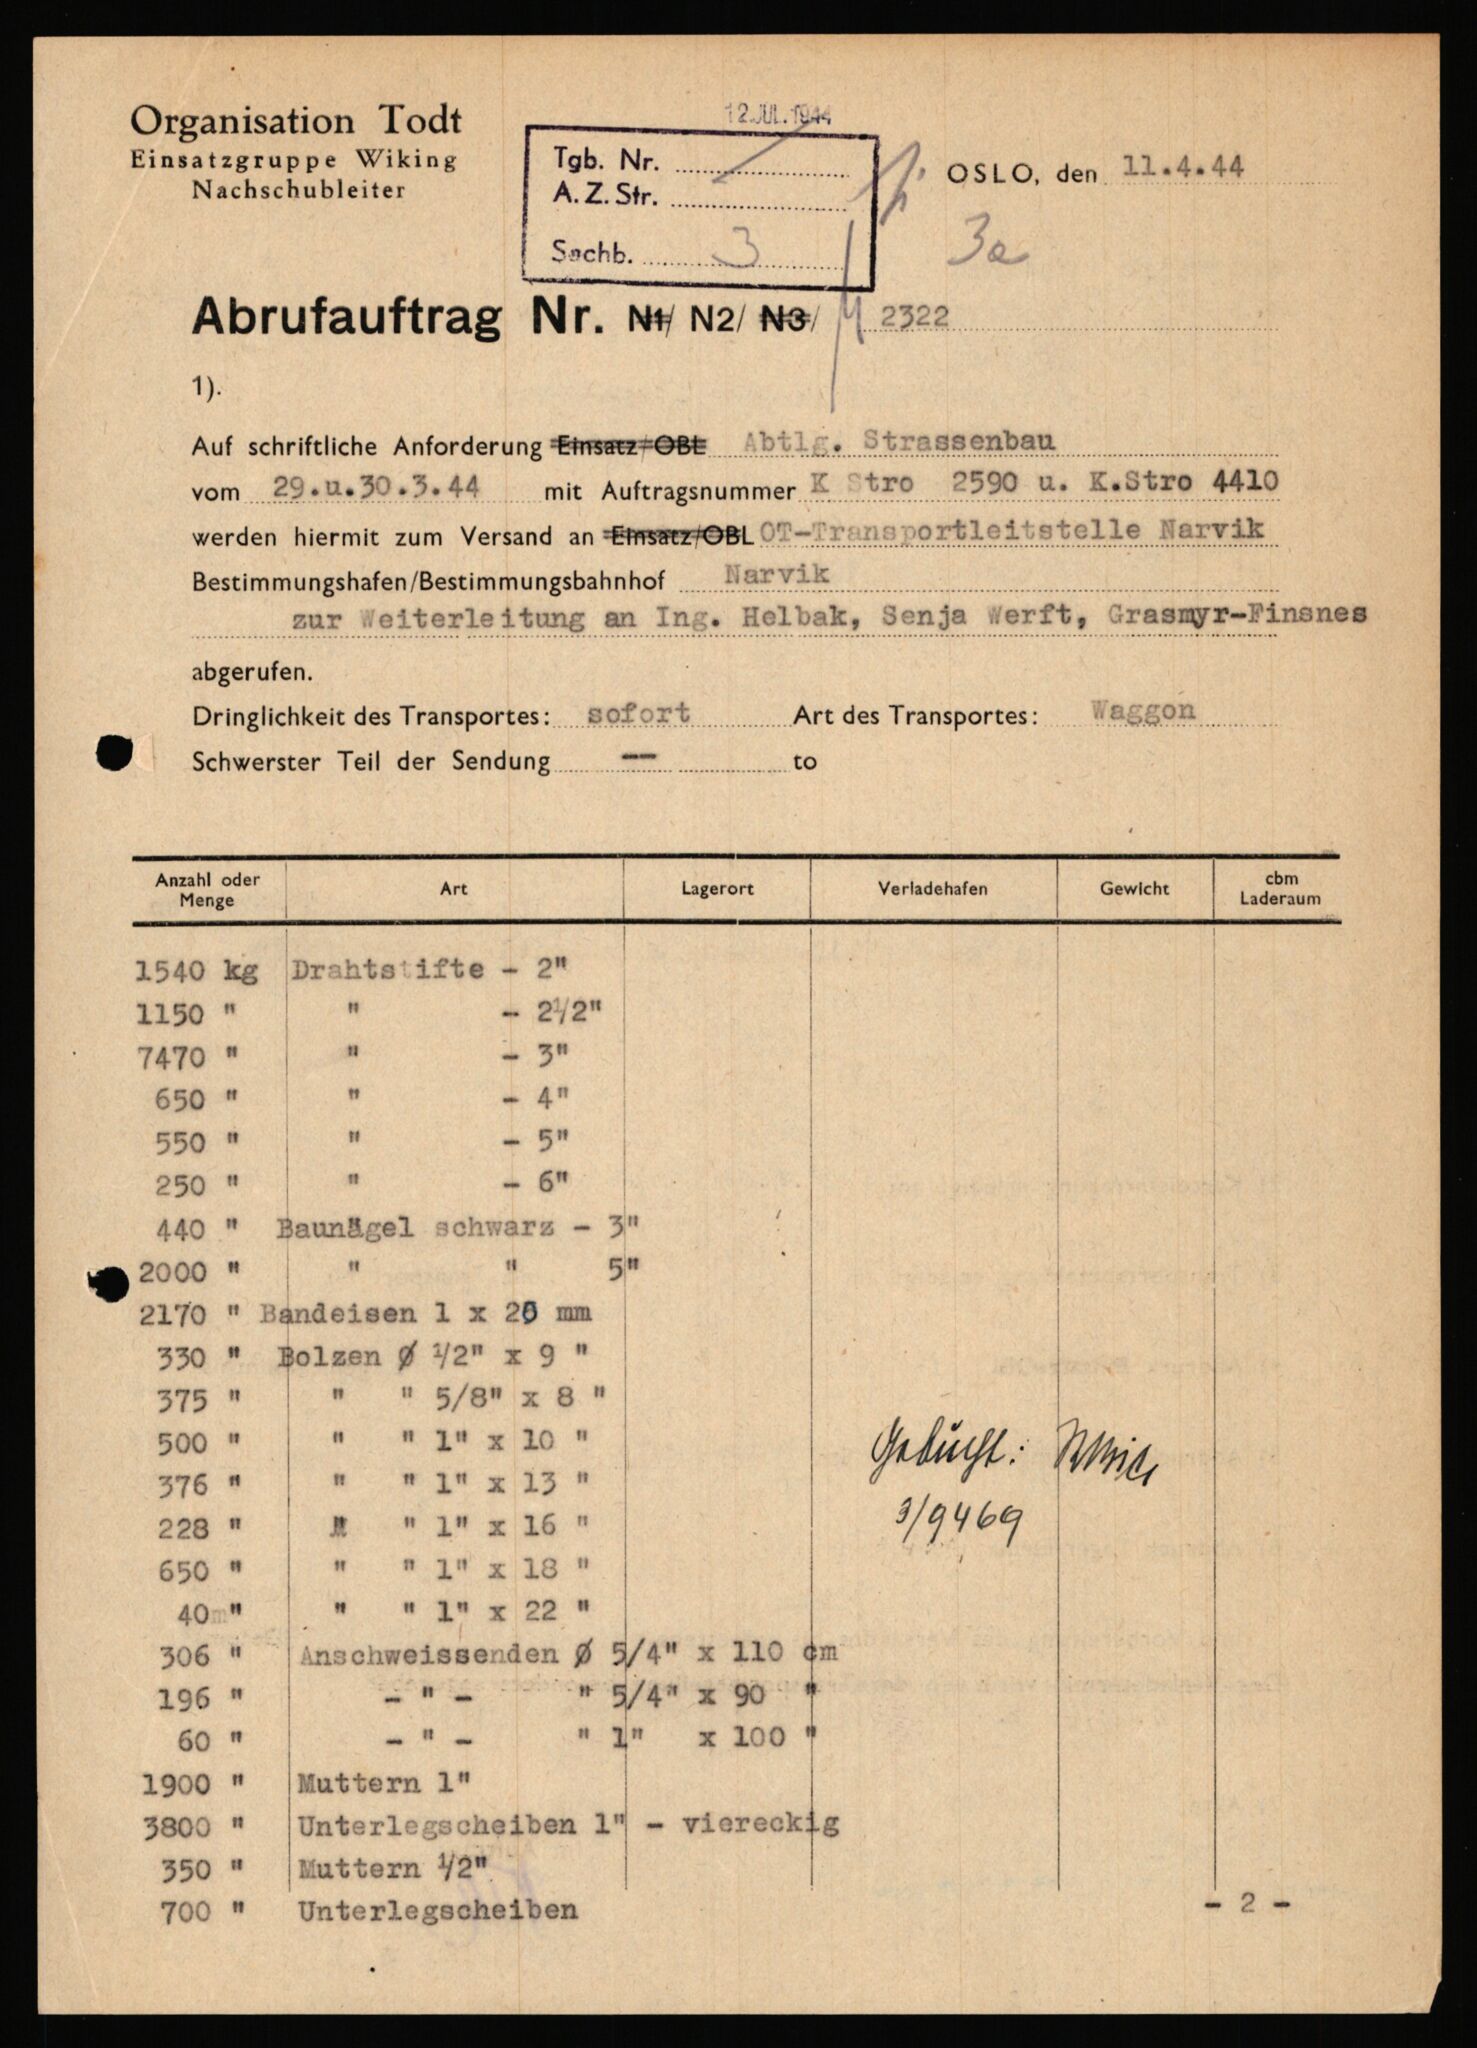 12.JUL.1944
Organisation Todt
Einsatzgruppe Wiking
Nachschubleiter
Tgb. Nr.
A. Z. Str.
Sachb. 3
OSLO, den 11.4.44
3a
Abrufauftrag Nr. N1/ N2/ N3/ 2322
1).
Auf schriftliche Anforderung Einsatz/OBL Abtlg. Strassenbau
vom 29.u.30.3.44 mit Auftragsnummer K Stro 2590 u. K.Stro 4410
werden hiermit zum Versand an Einsatz/OBL OT-Transportleitstelle Narvik
Bestimmungshafen/Bestimmungsbahnhof Narvik
zur Weiterleitung an Ing. Helbak, Senja Werft, Grasmyr-Finsnes
abgerufen.
Dringlichkeit des Transportes: sofort Art des Transportes: Waggon
Schwerster Teil der Sendung — to
Anzahl oder Menge Art Lagerort Verladehafen Gewicht cbm Laderaum
1540 kg Drahtstifte - 2"
1150 " " - 2½"
7470 " " - 3"
650 " " - 4"
550 " " - 5"
250 " " - 6"
440 " Baunägel schwarz - 3"
2000 " " " 5"
2170 " Bandeisen 1 x 20 mm
330 " Bolzen Ø ½" x 9 "
375 " " " 5/8" x 8 "
500 " " " 1" x 10 "
376 " " " 1" x 13 "
228 " " " 1" x 16 "
650 " " " 1" x 18 "
40 " " " 1" x 22 "
Gebucht:
3/9469
306 " Anschweissenden Ø 5/4" x 110 cm
196 " - " - " 5/4" x 90 "
60 " - " - " 1" x 100 "
1900 " Muttern 1"
3800 " Unterlegscheiben 1" - viereckig
350 " Muttern ½"
700 " Unterlegscheiben
- 2 -